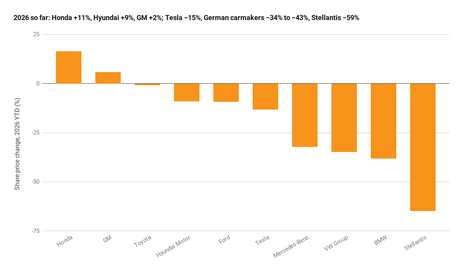 2026 so far: Honda +11%, Hyundai +9%, GM +2%; Tesla −15%, German carmakers −34% to −43%, Stellantis −59%
Share price change, 2026 YTD (%)
25
0
-25
-50
-75
Honda
GM
Toyota
Hyundai Motor
Ford
Tesla
Mercedes-Benz
VW Group
BMW
Stellantis